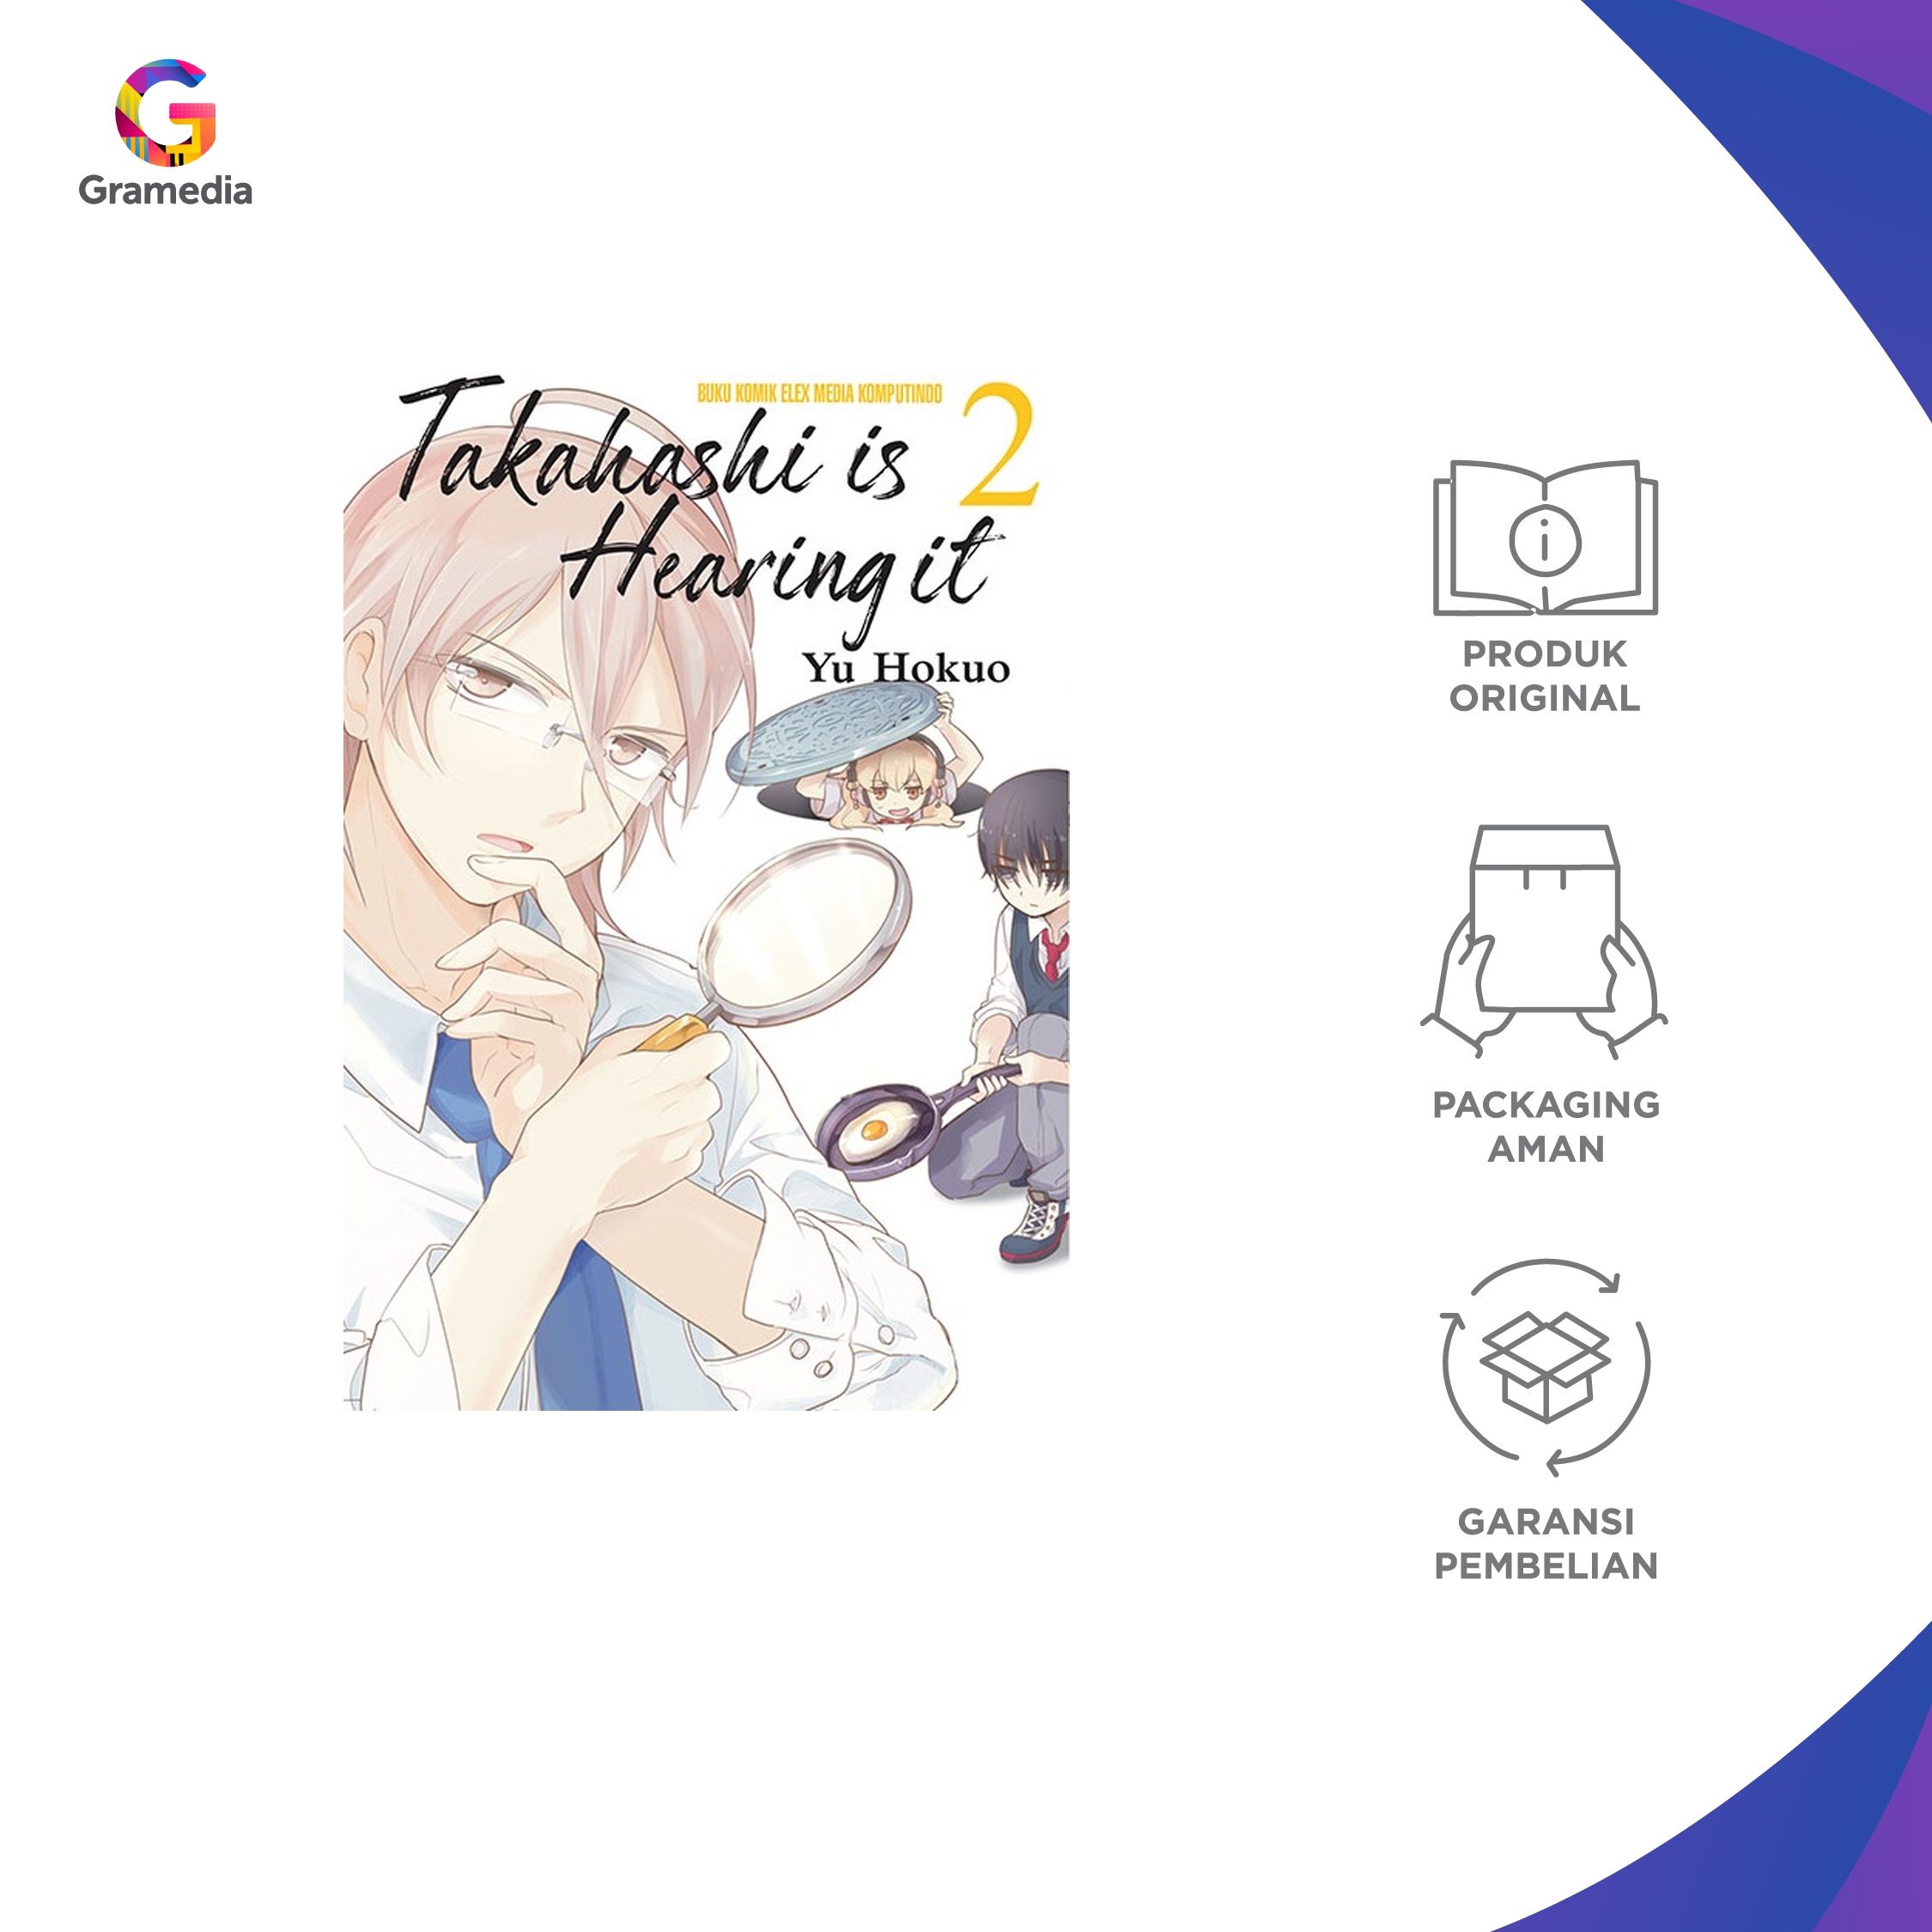 Gramedia
BUKU KOMIK ELEX MEDIA KOMPUTINDO
2
Takahashi is
Hearing it
Yu Hokuo
PRODUK
ORIGINAL
PACKAGING
AMAN
GARANSI
PEMBELIAN